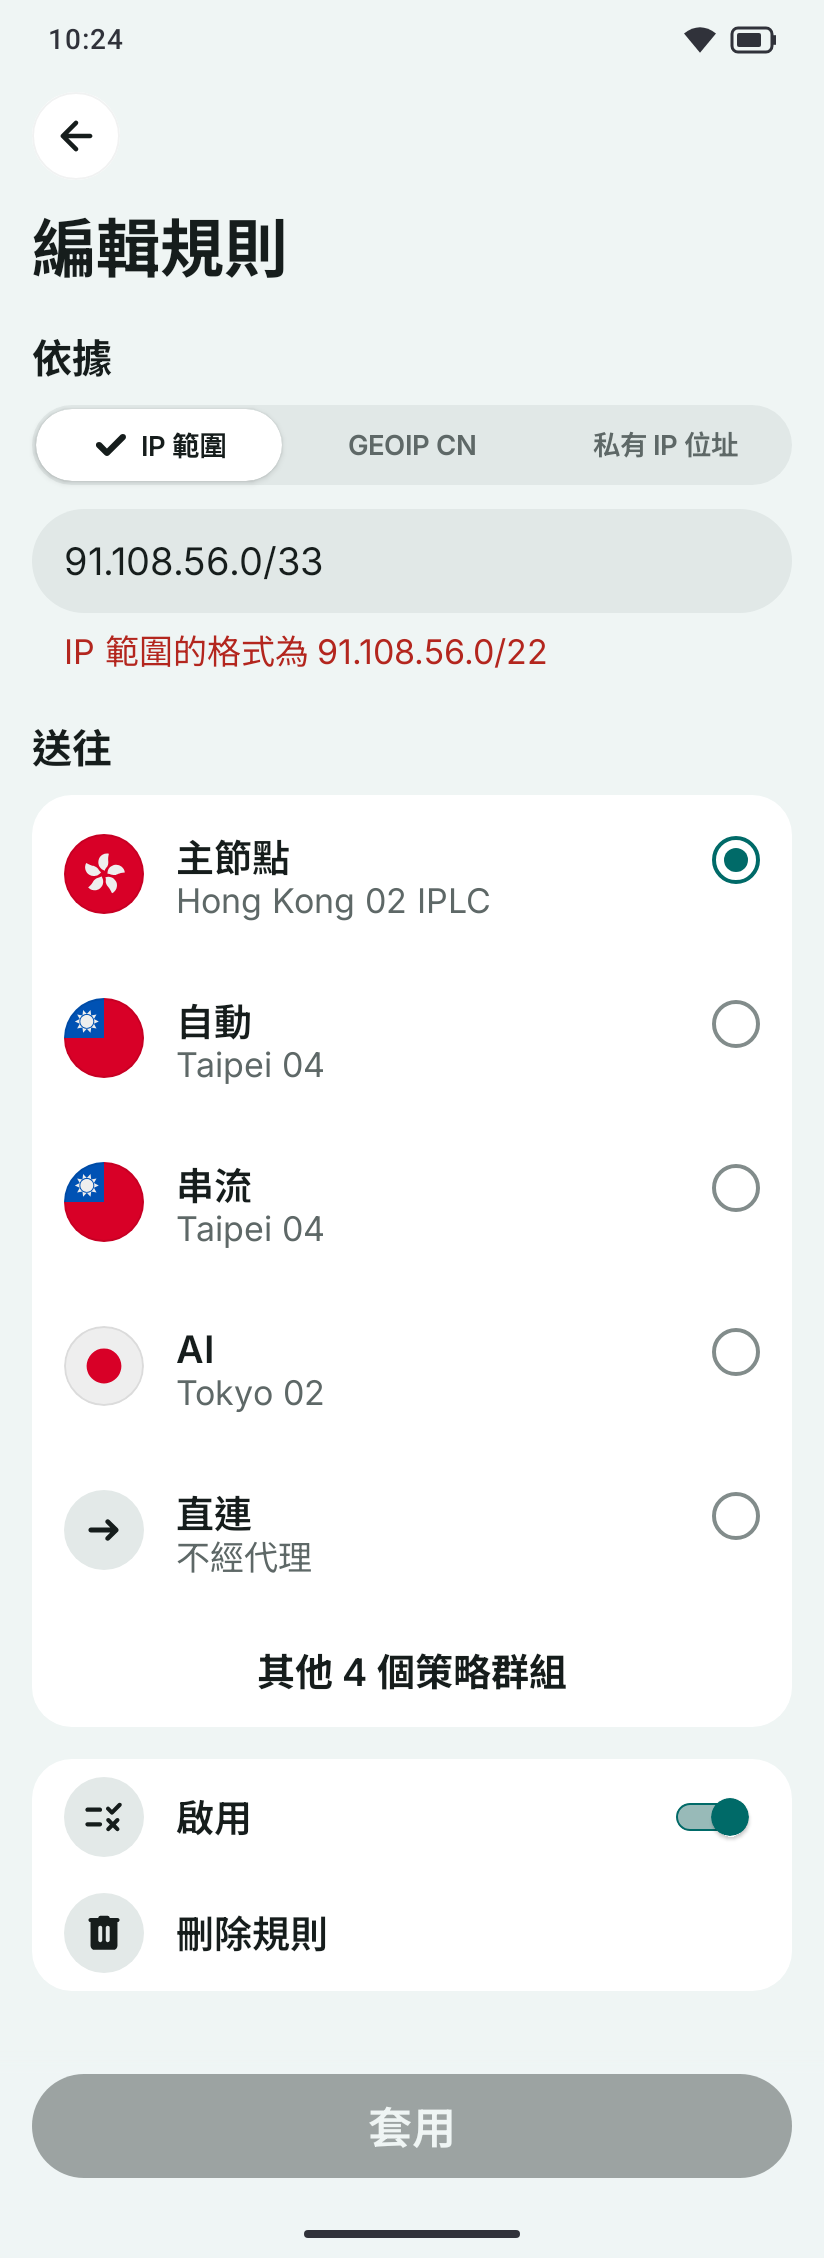 10:24
編輯規則
依據
IP 範圍
GEOIP CN
私有 IP 位址
91.108.56.0/33
IP 範圍的格式為 91.108.56.0/22
送往
主節點
Hong Kong 02 IPLC
自動
Taipei 04
串流
Taipei 04
AI
Tokyo 02
直連
不經代理
其他 4 個策略群組
啟用
刪除規則
套用